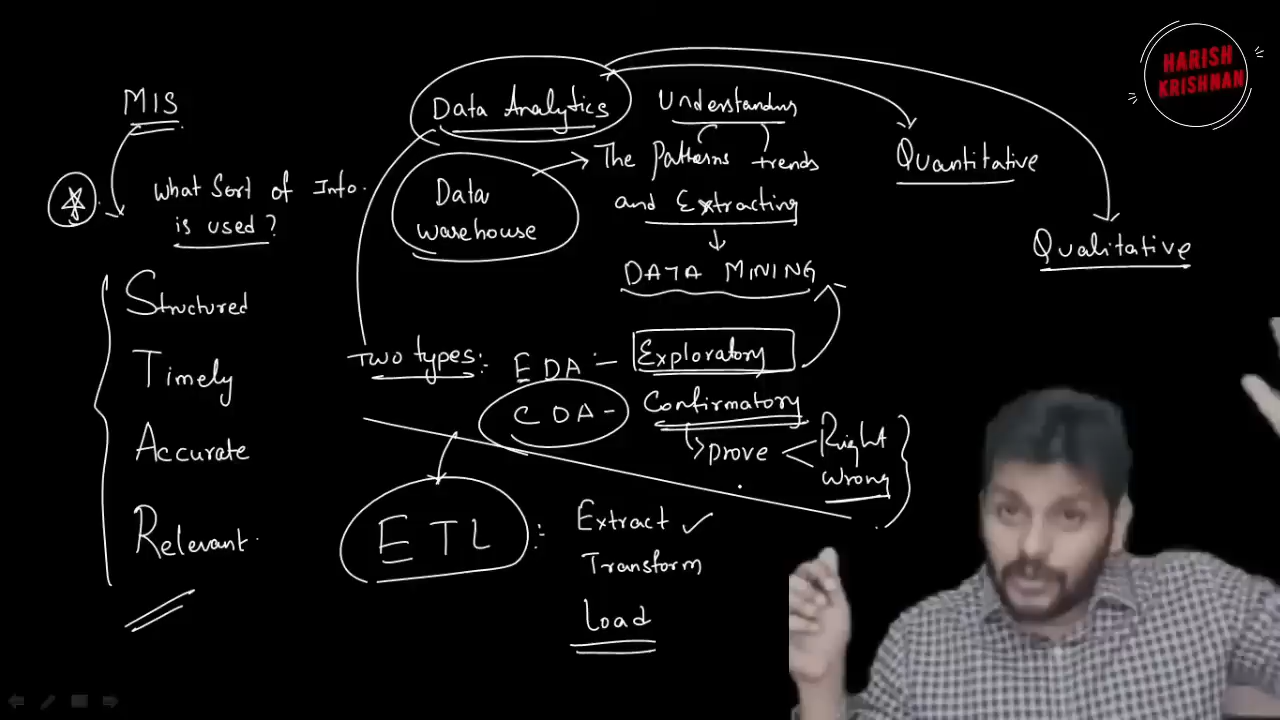 HARISH
KRISHNAN
MIS
What Sort of Info.
is used?
Structured
Timely
Accurate
Relevant
Data Analytics
Data
warehouse
Understanding
The Patterns trends
and Extracting
DATA MINING
Quantitative
Qualitative
Two types:
EDA :- Exploratory
CDA - Confirmatory
prove
Right
Wrong
ETL :
Extract
Transform
Load